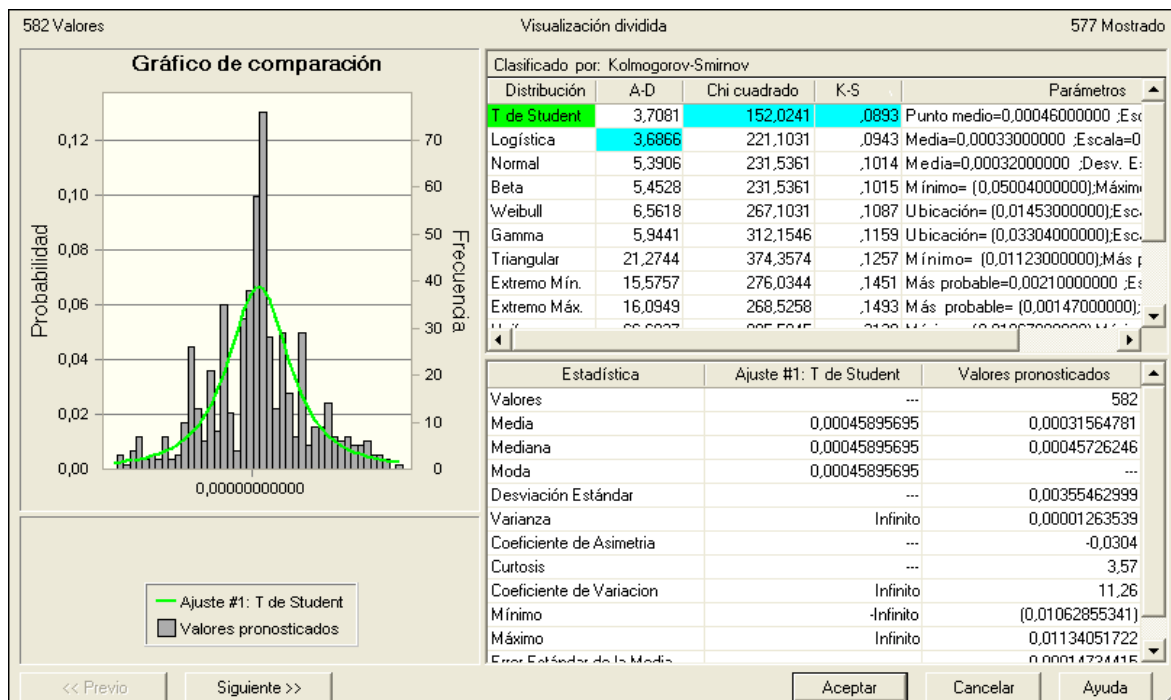 582 Valores
Visualización dividida
577 Mostrado
Gráfico de comparación
0,12
0,10
0,08
0,06
0,04
0,02
0,00
Probabilidad
70
60
50
40
30
20
10
0
Frecuencia
0,00000000000
Ajuste #1: T de Student
Valores pronosticados
Clasificado por: Kolmogorov-Smirnov
Distribución A-D Chi cuadrado K-S Parámetros
T de Student 3,7081 152,0241 ,0893 Punto medio=0,00046000000 ;Esc
Logística 3,6866 221,1031 ,0943 Media=0,00033000000 ;Escala=0
Normal 5,3906 231,5361 ,1014 Media=0,00032000000 ;Desv. E
Beta 5,4528 231,5361 ,1015 Mínimo= (0,05004000000);Máxim
Weibull 6,5618 267,1031 ,1087 Ubicación= (0,01453000000);Esc
Gamma 5,9441 312,1546 ,1159 Ubicación= (0,03304000000);Esc
Triangular 21,2744 374,3574 ,1257 Mínimo= (0,01123000000);Más p
Extremo Mín. 15,5757 276,0344 ,1451 Más probable=0,00210000000 ;Es
Extremo Máx. 16,0949 268,5258 ,1493 Más probable= (0,00147000000);
Estadística Ajuste #1: T de Student Valores pronosticados
Valores --- 582
Media 0,00045895695 0,00031564781
Mediana 0,00045895695 0,00045726246
Moda 0,00045895695 ---
Desviación Estándar --- 0,00355462999
Varianza Infinito 0,00001263539
Coeficiente de Asimetria --- -0,0304
Curtosis --- 3,57
Coeficiente de Variacion Infinito 11,26
Mínimo -Infinito (0,01062855341)
Máximo Infinito 0,01134051722
Error Estándar de la Media 0,00014734415
<< Previo
Siguiente >>
Aceptar
Cancelar
Ayuda